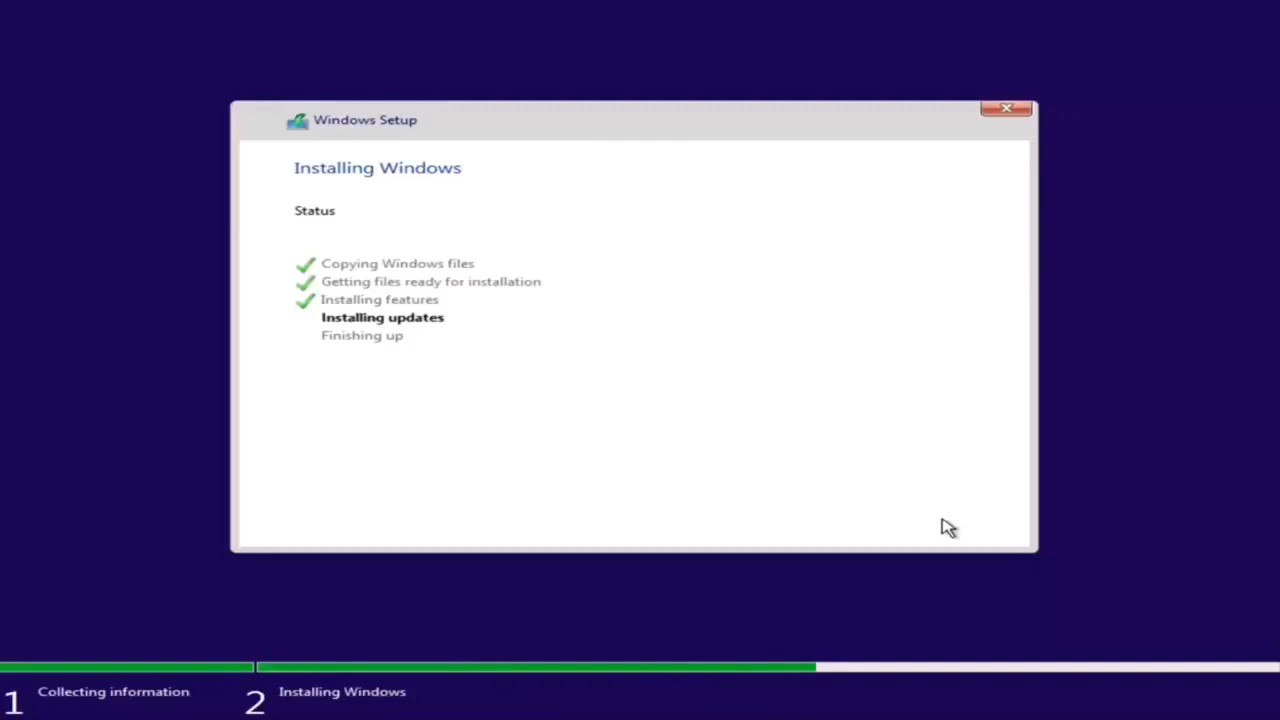 Windows Setup
Installing Windows
Status
Copying Windows files
Getting files ready for installation
Installing features
Installing updates
Finishing up
1 Collecting information
2 Installing Windows